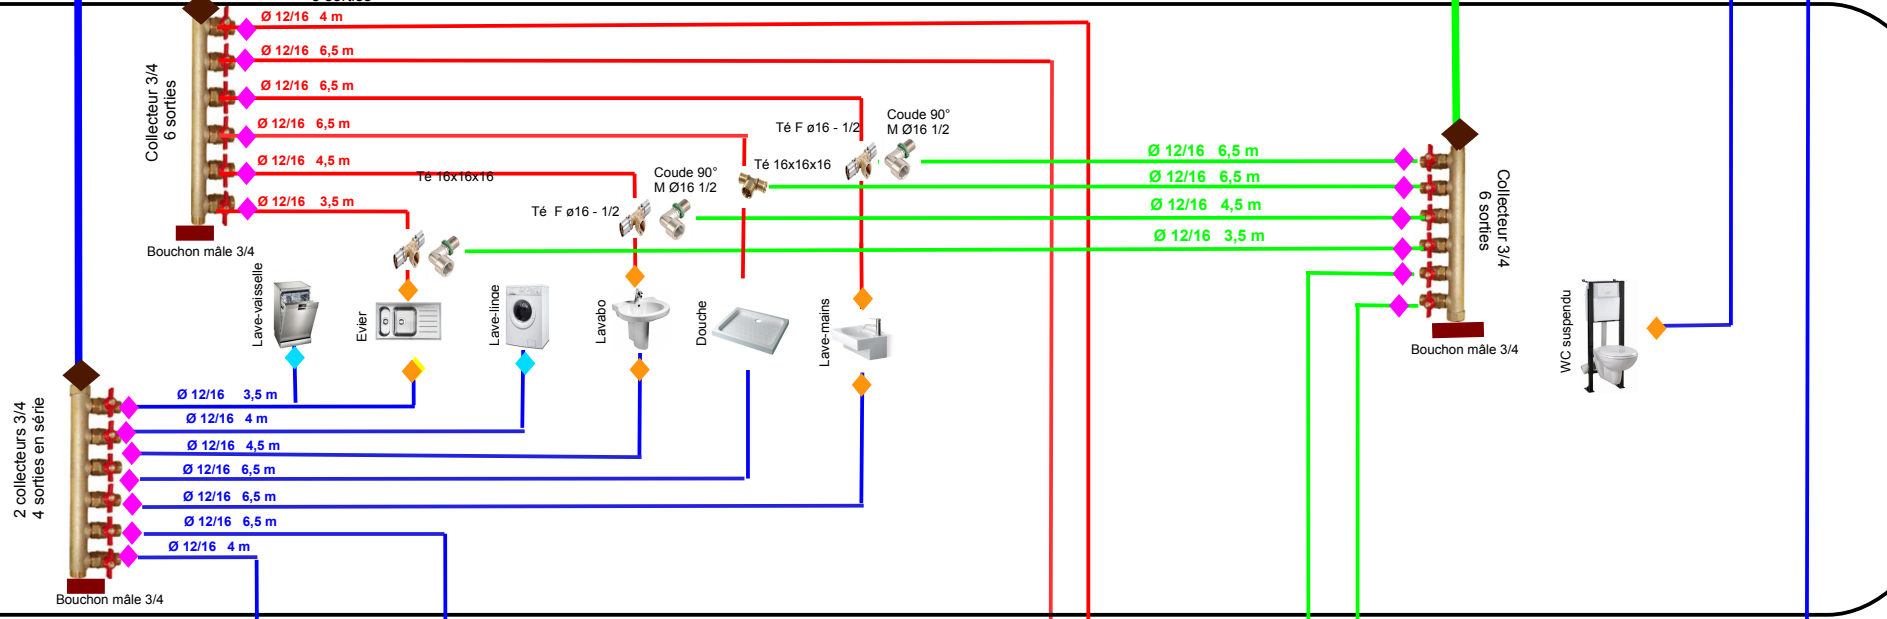 Ø 12/16 4 m
Ø 12/16 6,5 m
Ø 12/16 6,5 m
Ø 12/16 6,5 m
Ø 12/16 4,5 m
Ø 12/16 3,5 m
Collecteur 3/4
6 sorties
Bouchon mâle 3/4
Té 16x16x16
Té F ø16 - 1/2
Coude 90°
M Ø16 1/2
Té 16x16x16
Té F ø16 - 1/2
Coude 90°
M Ø16 1/2
Ø 12/16 6,5 m
Ø 12/16 6,5 m
Ø 12/16 4,5 m
Ø 12/16 3,5 m
Collecteur 3/4
6 sorties
Bouchon mâle 3/4
Lave-vaisselle
Evier
Lave-linge
Lavabo
Douche
Lave-mains
WC suspendu
2 collecteurs 3/4
4 sorties en série
Ø 12/16 3,5 m
Ø 12/16 4 m
Ø 12/16 4,5 m
Ø 12/16 6,5 m
Ø 12/16 6,5 m
Ø 12/16 6,5 m
Ø 12/16 4 m
Bouchon mâle 3/4